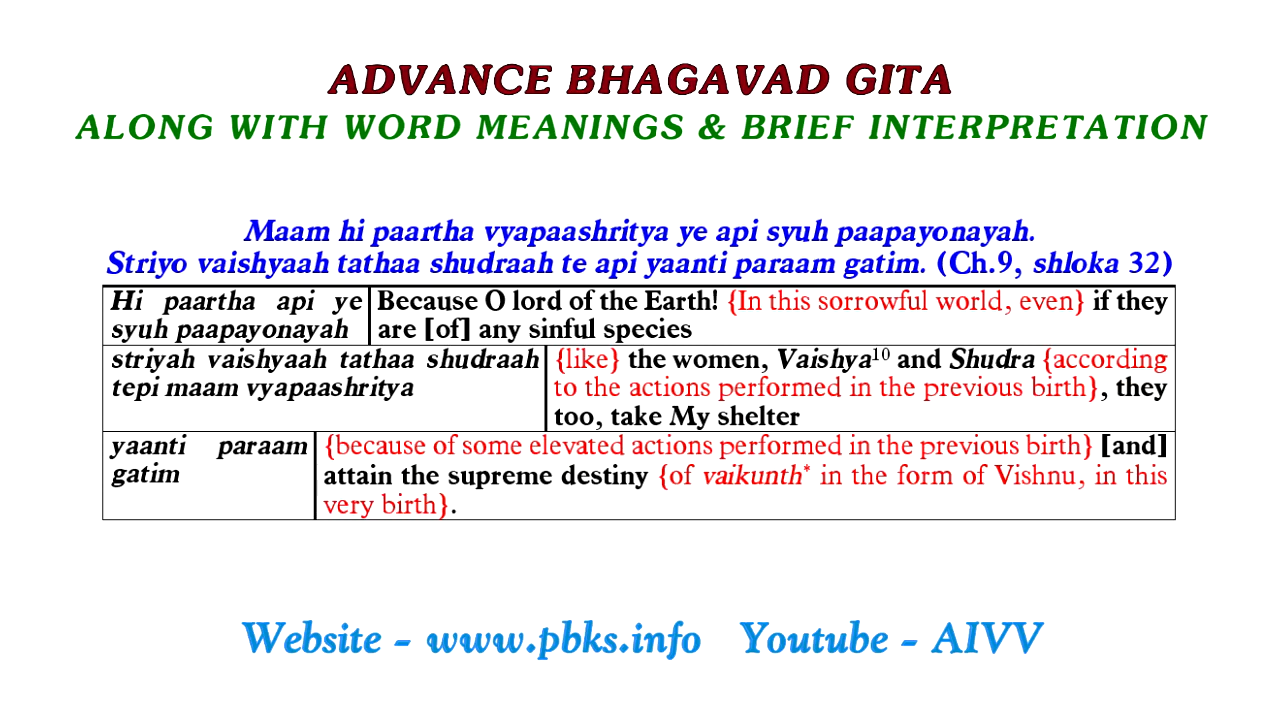 ADVANCE BHAGAVAD GITA
ALONG WITH WORD MEANINGS & BRIEF INTERPRETATION
Maam hi paartha vyapaashritya ye api syuh paapayonayah.
Striyo vaishyaah tathaa shudraah te api yaanti paraam gatim. (Ch.9, shloka 32)
Hi paartha api ye
syuh paapayonayah
Because O lord of the Earth! {In this sorrowful world, even} if they
are [of] any sinful species
striyah vaishyaah tathaa shudraah
tepi maam vyapaashritya
{like} the women, Vaishya10 and Shudra {according
to the actions performed in the previous birth}, they
too, take My shelter
yaanti paraam
gatim
{because of some elevated actions performed in the previous birth} [and]
attain the supreme destiny {of vaikunth* in the form of Vishnu, in this
very birth}.
Website - www.pbks.info Youtube - AIVV